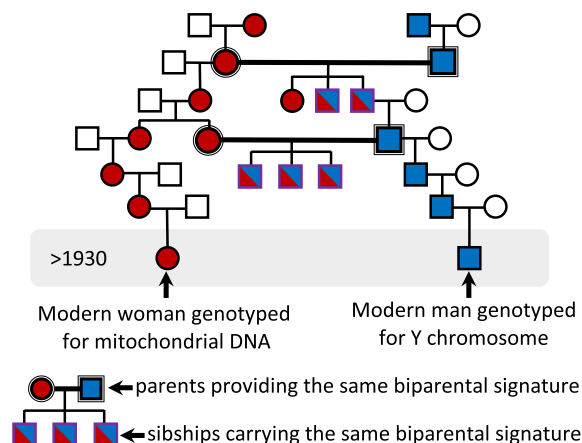 >1930
Modern woman genotyped
for mitochondrial DNA
Modern man genotyped
for Y chromosome
parents providing the same biparental signature
sibships carrying the same biparental signature